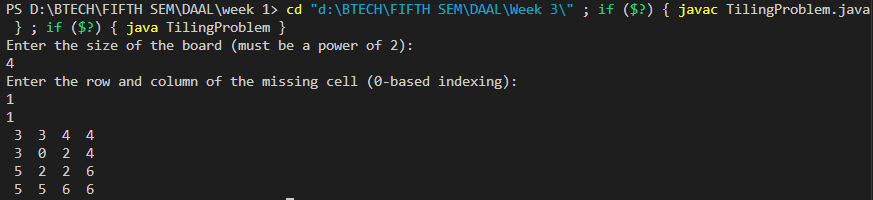 PS D:\BTECH\FIFTH SEM\DAAL\week 1> cd "d:\BTECH\FIFTH SEM\DAAL\Week 3\" ; if ($?) { javac TilingProblem.java
 } ; if ($?) { java TilingProblem }
Enter the size of the board (must be a power of 2):
4
Enter the row and column of the missing cell (0-based indexing):
1
1
 3  3  4  4
 3  0  2  4
 5  2  2  6
 5  5  6  6